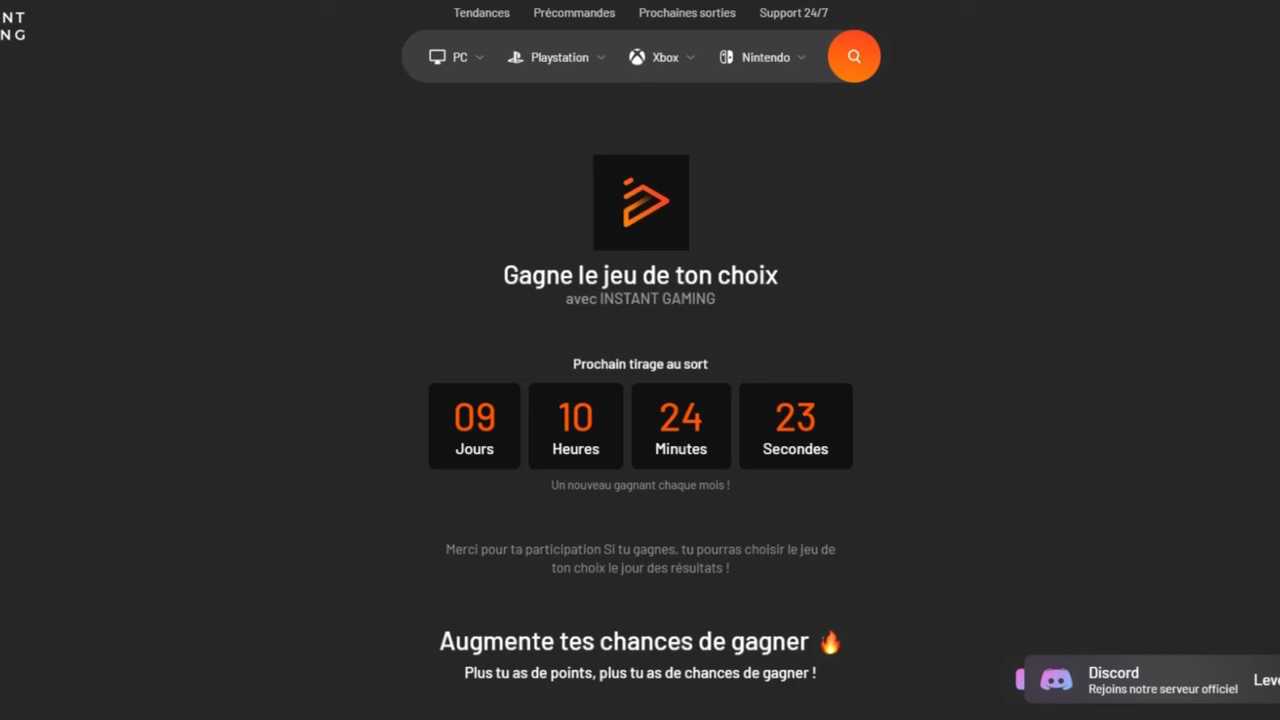 NT
NG
Tendances Précommandes Prochaines sorties Support 24/7
PC Playstation Xbox Nintendo
Gagne le jeu de ton choix
avec INSTANT GAMING
Prochain tirage au sort
09 10 24 23
Jours Heures Minutes Secondes
Un nouveau gagnant chaque mois !
Merci pour ta participation Si tu gagnes, tu pourras choisir le jeu de
ton choix le jour des résultats !
Augmente tes chances de gagner 🔥
Plus tu as de points, plus tu as de chances de gagner !
Discord
Rejoins notre serveur officiel
Leve